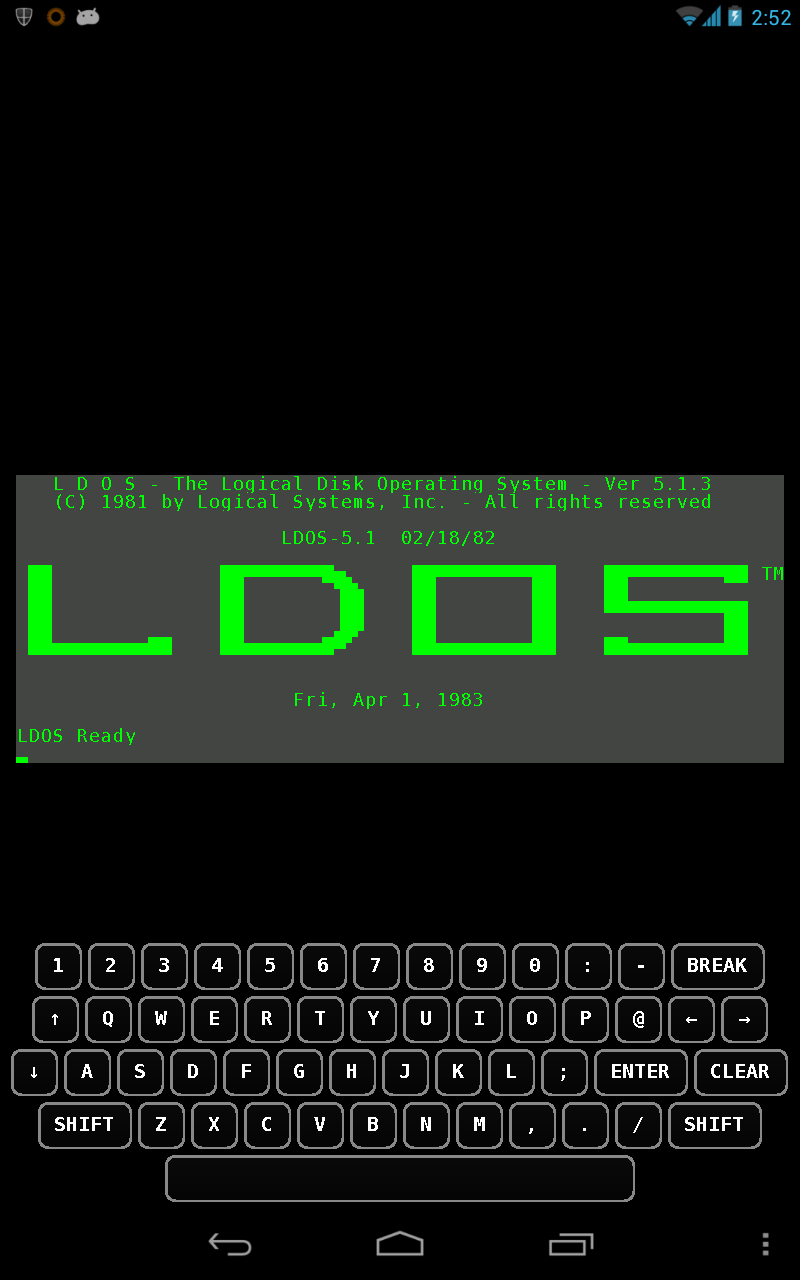 2:52
L D O S - The Logical Disk Operating System - Ver 5.1.3
(C) 1981 by Logical Systems, Inc. - All rights reserved
LDOS-5.1  02/18/82
LDOS TM
Fri, Apr 1, 1983
LDOS Ready
1 2 3 4 5 6 7 8 9 0 : - BREAK
↑ Q W E R T Y U I O P @ ← →
↓ A S D F G H J K L ; ENTER CLEAR
SHIFT Z X C V B N M , . / SHIFT